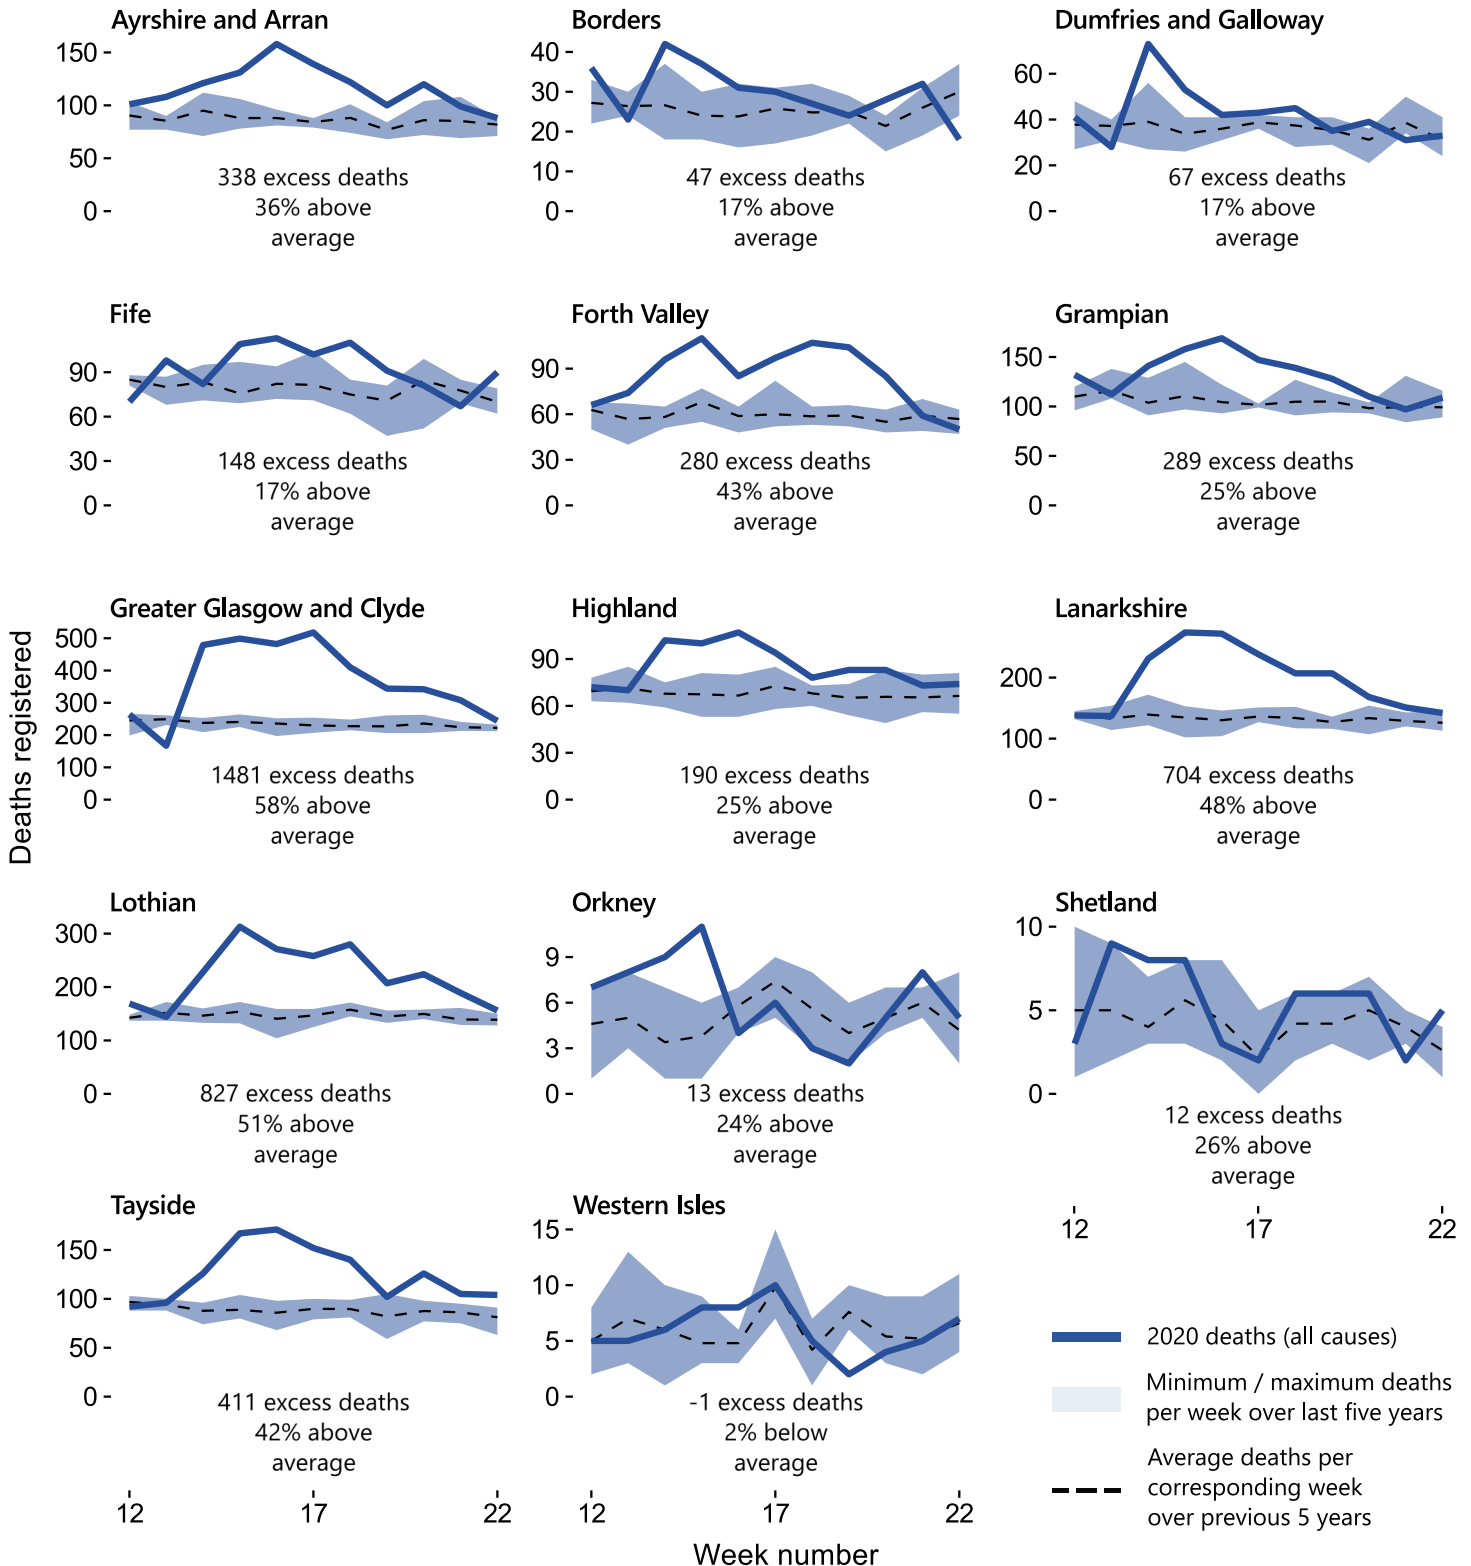 Ayrshire and Arran
150
100
50
0
338 excess deaths
36% above
average
Borders
40
30
20
10
0
47 excess deaths
17% above
average
Dumfries and Galloway
60
40
20
0
67 excess deaths
17% above
average
Fife
90
60
30
0
148 excess deaths
17% above
average
Forth Valley
90
60
30
0
280 excess deaths
43% above
average
Grampian
150
100
50
0
289 excess deaths
25% above
average
Deaths registered
Greater Glasgow and Clyde
500
400
300
200
100
0
1481 excess deaths
58% above
average
Highland
90
60
30
0
190 excess deaths
25% above
average
Lanarkshire
200
100
0
704 excess deaths
48% above
average
Lothian
300
200
100
0
827 excess deaths
51% above
average
Orkney
9
6
3
0
13 excess deaths
24% above
average
Shetland
10
5
0
12 excess deaths
26% above
average
12 17 22
Tayside
150
100
50
0
411 excess deaths
42% above
average
12 17 22
Western Isles
15
10
5
0
-1 excess deaths
2% below
average
12 17 22
Week number
2020 deaths (all causes)
Minimum / maximum deaths
per week over last five years
Average deaths per
corresponding week
over previous 5 years